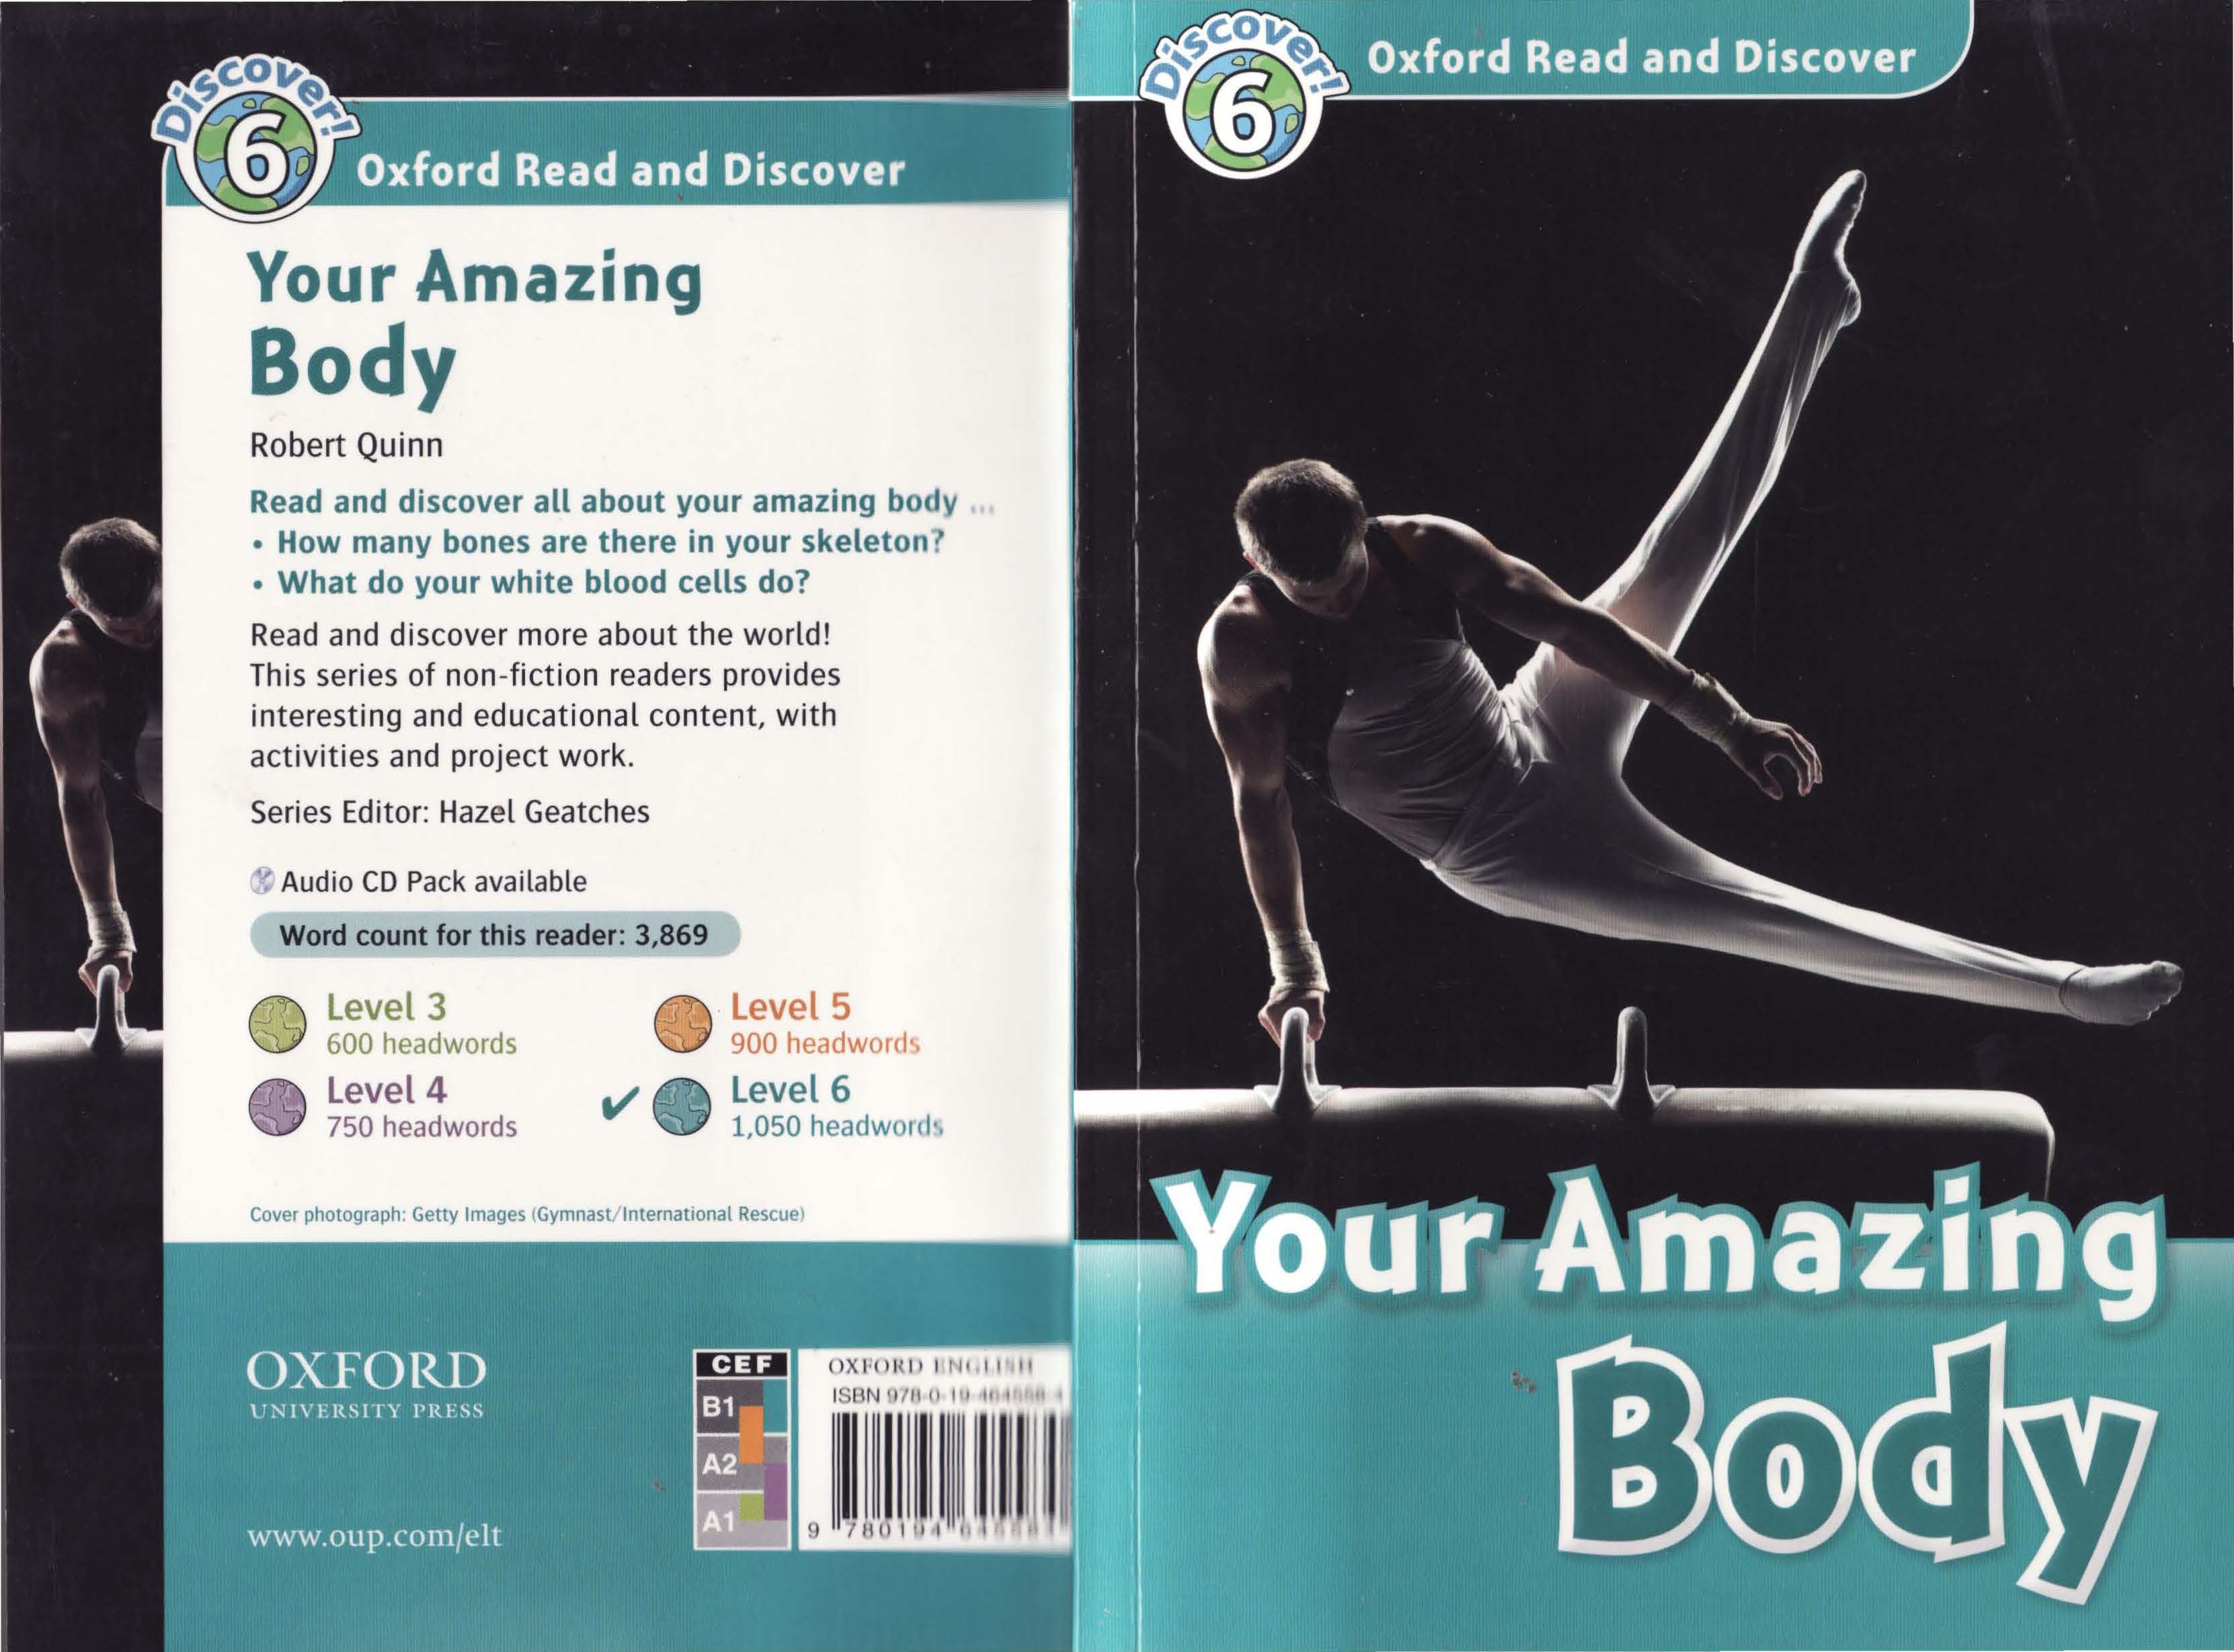 Discover!
6
Oxford Read and Discover
Your Amazing
Body
Robert Quinn
Read and discover all about your amazing body ...
• How many bones are there in your skeleton?
• What do your white blood cells do?
Read and discover more about the world!
This series of non-fiction readers provides
interesting and educational content, with
activities and project work.
Series Editor: Hazel Geatches
Audio CD Pack available
Word count for this reader: 3,869
Level 3
600 headwords
Level 4
750 headwords
Level 5
900 headwords
✓ Level 6
1,050 headwords
Cover photograph: Getty Images (Gymnast/International Rescue)
OXFORD
UNIVERSITY PRESS
www.oup.com/elt
CEF
B1
A2
A1
OXFORD ENGLISH
ISBN 978-0-19
9 780194
Discover!
6
Oxford Read and Discover
Your Amazing
Body